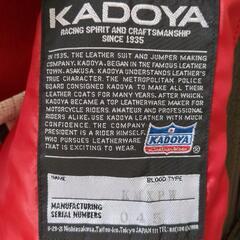 KADOYA
RACING SPIRIT AND CRAFTSMANSHIP
SINCE 1935
IN 1935, THE LEATHER SUIT AND JUMPER MAKING
COMPANY, KADOYA, BEGAN IN THE FAMOUS LEATHER
TOWN, ASAKUSA. KADOYA UNDERSTANDS LEATHER'S
TRUE CHARACTER. THE METROPOLITAN POLICE
BOARD CONSIGNED KADOYA TO MAKE ALL THEIR
LEATHER COATS FOR MANY YEARS. AFTER WHICH,
KADOYA BECAME A TOP LEATHERWEAR MAKER FOR
MOTORCYCLE RIDERS. AMATEUR AND PROFESSIONAL
RIDERS ALIKE, USE KADOYA LEATHER WEAR WITH
MUCH CONFIDENCE.
THE COMPANY
PRESIDENT IS A
RIDER HIMSELF.
WHO PURSUES
LEATHERWEAR
THAT IS EXCITING TO WEAR.
KADOYA
NAME
BLOOD TYPE
MANUFACTURING
SERIAL NUMBERS